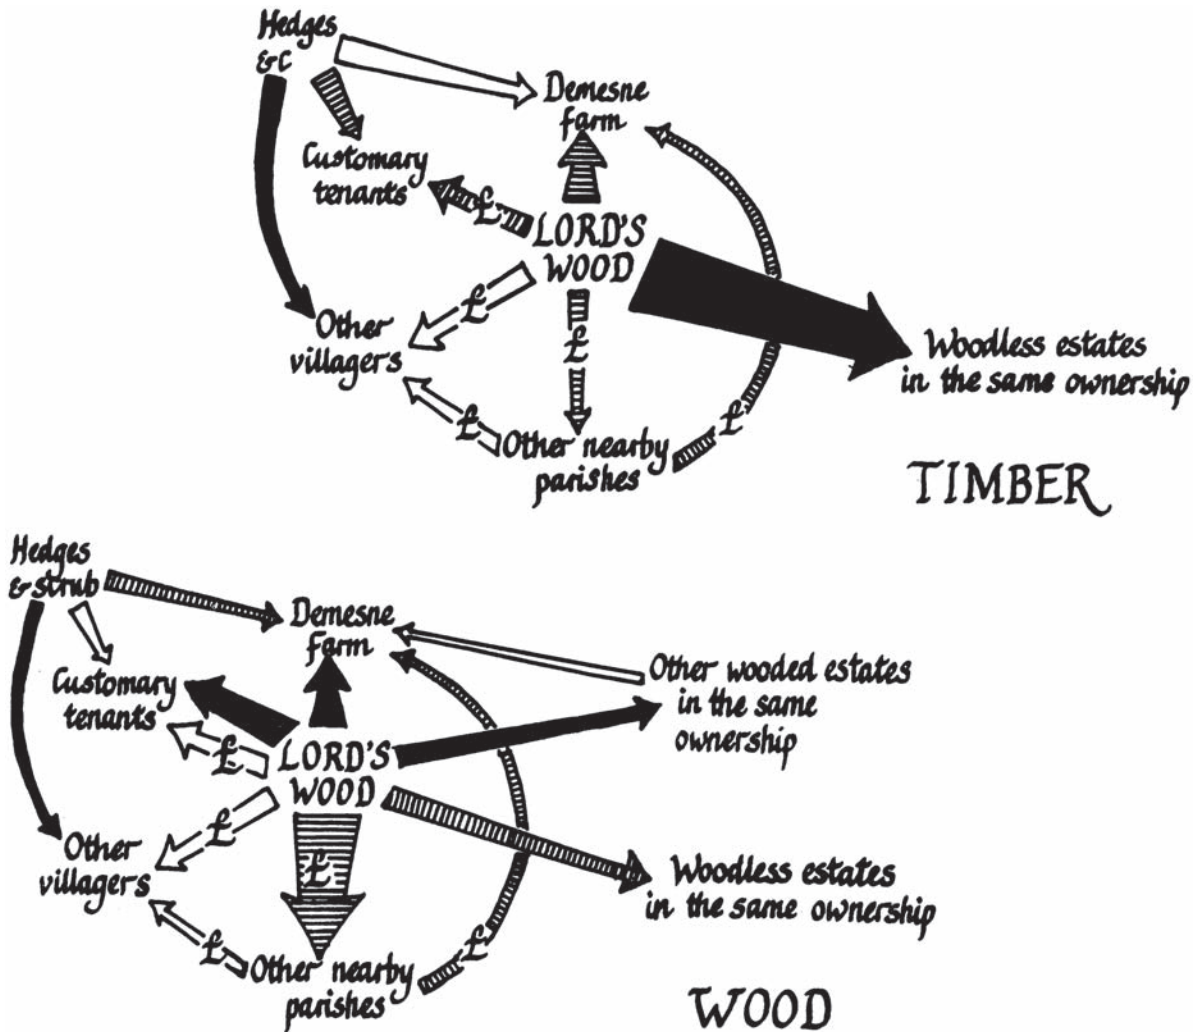 Hedges
&c
Demesne
farm
Customary
tenants
£
LORD'S
WOOD
£
£
Other
villagers
Woodless estates
in the same ownership
£
£
Other nearby
parishes
TIMBER
Hedges
& strub
Demesne
farm
Other wooded estates
in the same
ownership
Customary
tenants
£
LORD'S
WOOD
£
£
Other
villagers
Woodless estates
in the same ownership
£
£
Other nearby
parishes
WOOD